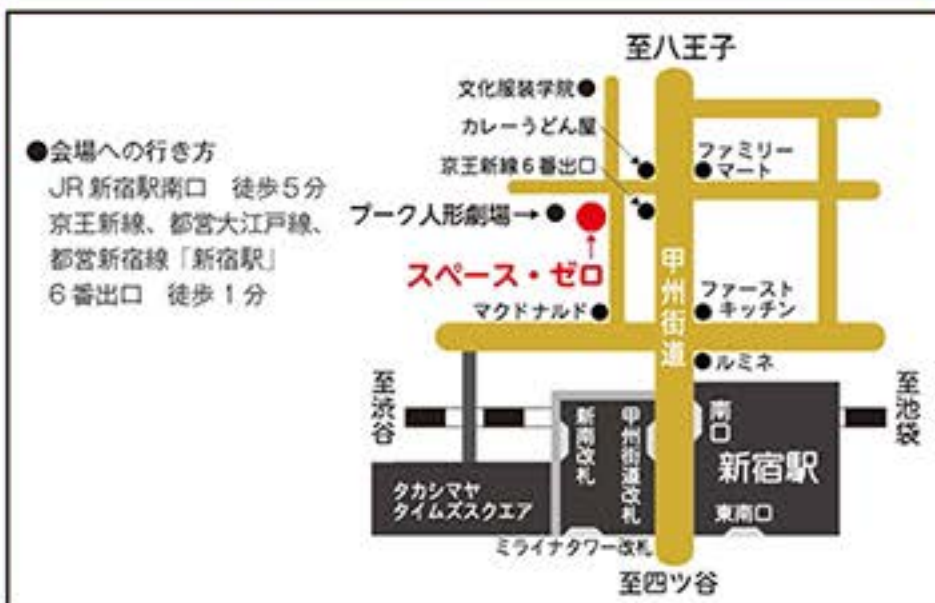 ●会場への行き方
JR新宿駅南口　徒歩5分
京王新線、都営大江戸線、
都営新宿線「新宿駅」
6番出口　徒歩1分
至八王子
文化服装学院
カレーうどん屋
京王新線6番出口
ファミリー
マート
プーク人形劇場→
↑
スペース・ゼロ
甲州街道
マクドナルド
ファースト
キッチン
ルミネ
至渋谷
至池袋
新南改札
甲州街道改札
南口
新宿駅
タカシマヤ
タイムズスクエア
東南口
ミライナタワー改札
至四ツ谷